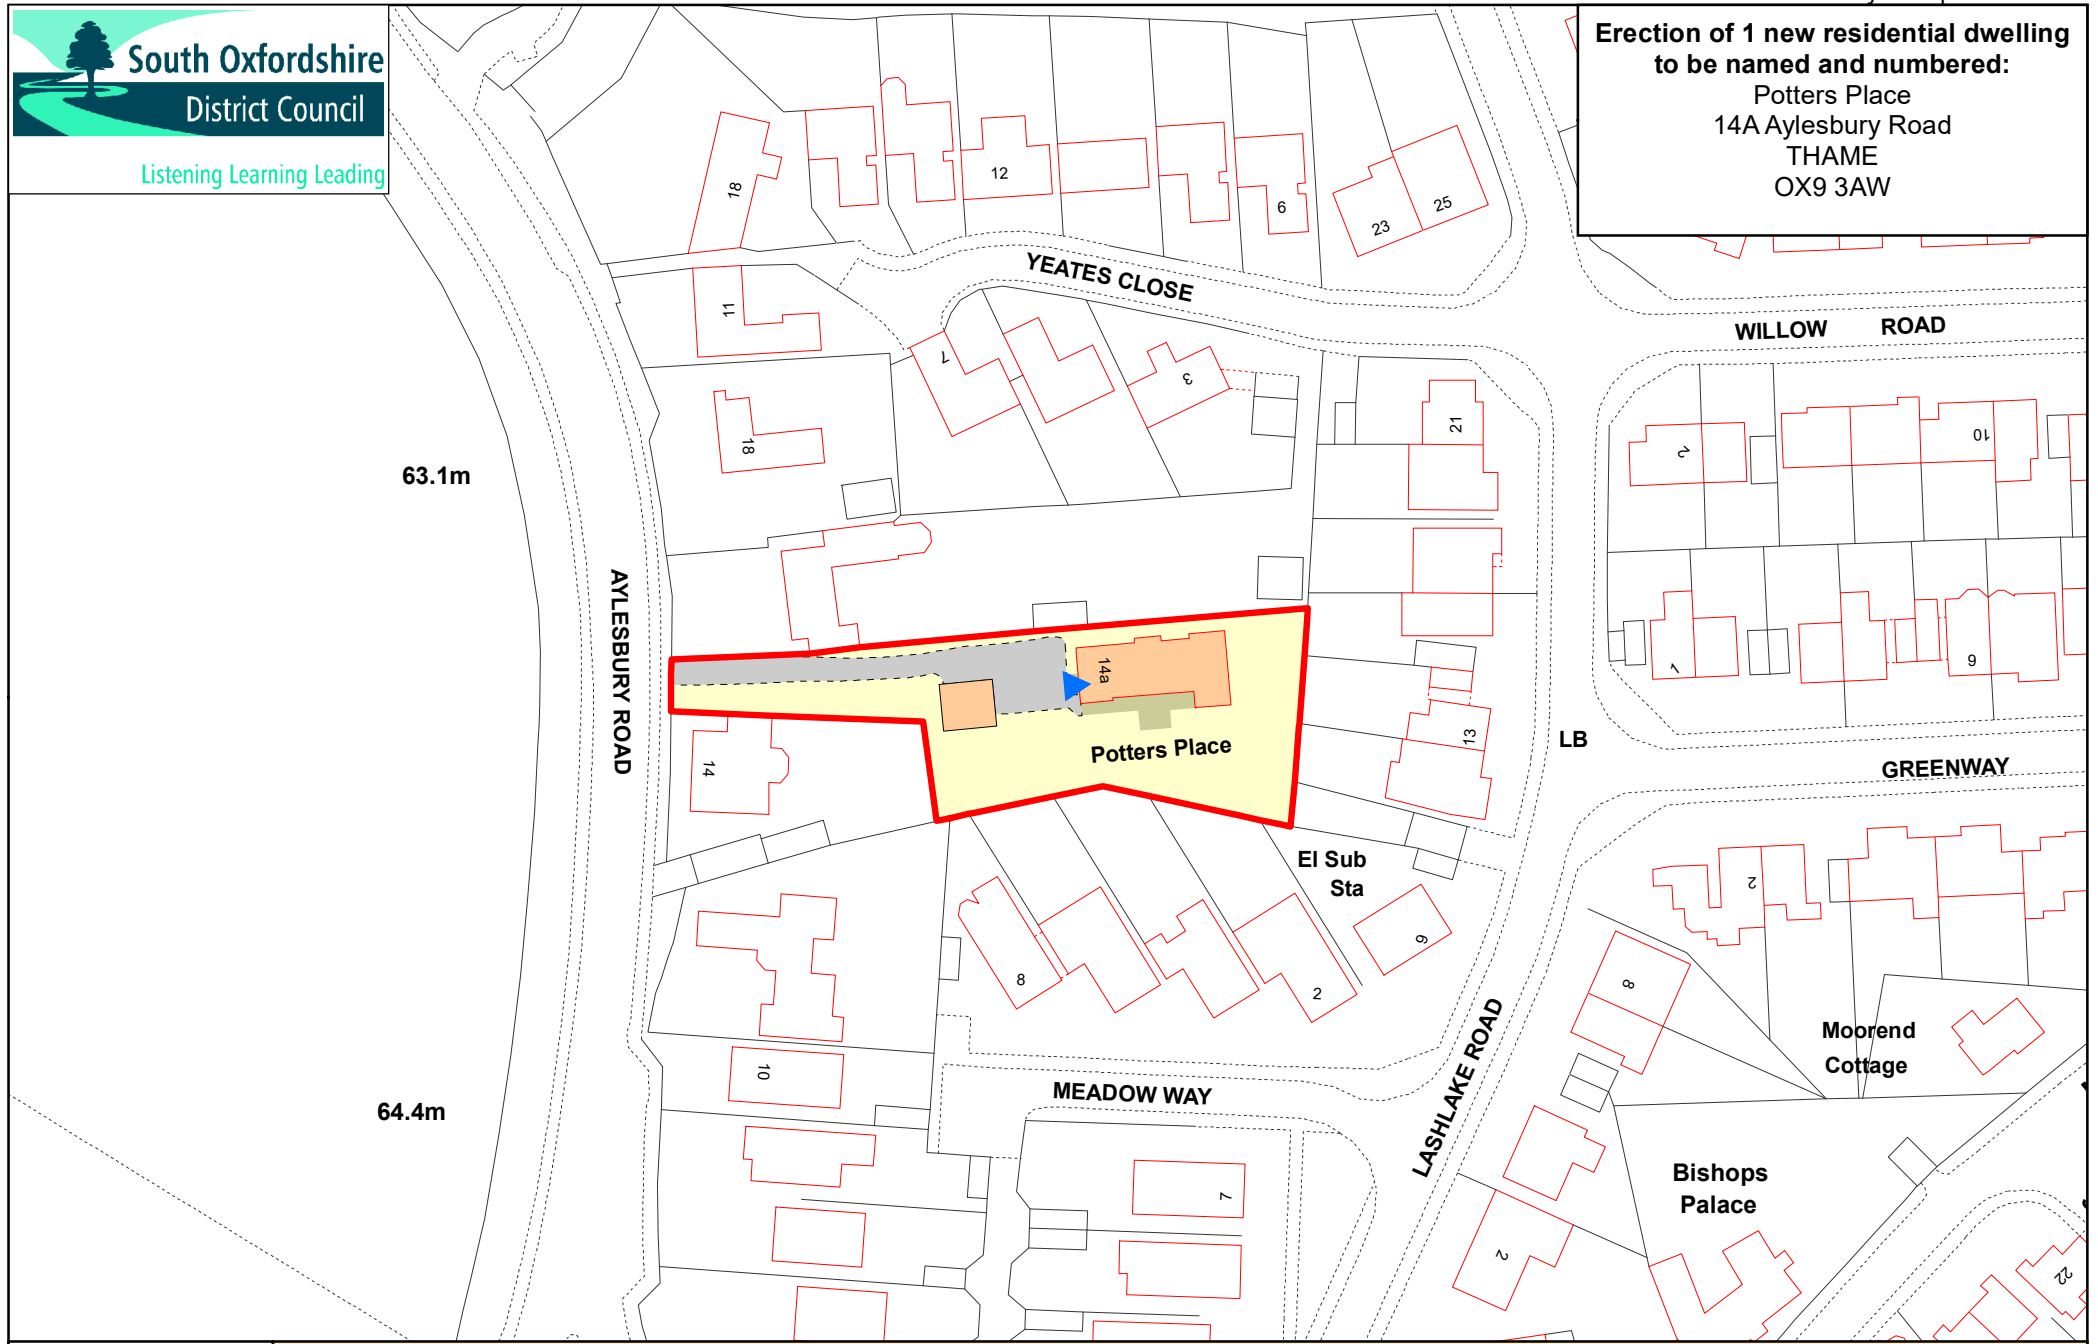 South Oxfordshire
District Council
Listening Learning Leading
Erection of 1 new residential dwelling
to be named and numbered:
Potters Place
14A Aylesbury Road
THAME
OX9 3AW
18
12
6
23
25
YEATES CLOSE
11
7
3
WILLOW ROAD
18
21
2
10
63.1m
AYLESBURY ROAD
14a
1
9
Potters Place
14
13
LB
GREENWAY
El Sub
Sta
2
8
2
9
8
LASHLAKE ROAD
Moorend
Cottage
10
MEADOW WAY
64.4m
7
Bishops
Palace
2
22